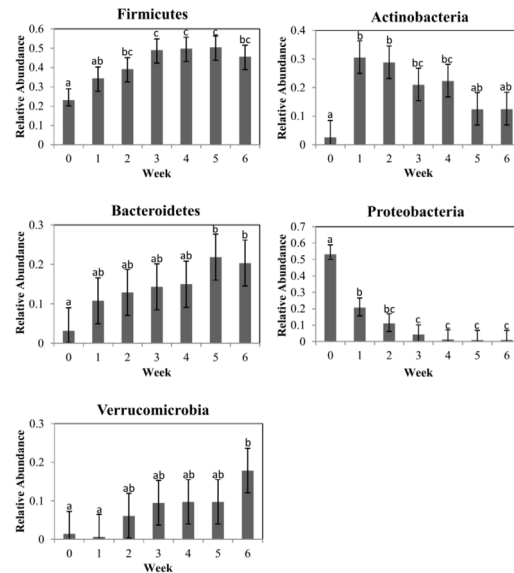 Firmicutes
Relative Abundance
0.6
0.5
0.4
0.3
0.2
0.1
0
a
ab
bc
c
c
c
bc
0 1 2 3 4 5 6
Week
Actinobacteria
Relative Abundance
0.4
0.3
0.2
0.1
0
a
b
b
bc
bc
ab
ab
0 1 2 3 4 5 6
Week
Bacteroidetes
Relative Abundance
0.3
0.2
0.1
0
a
ab
ab
ab
ab
b
b
0 1 2 3 4 5 6
Week
Proteobacteria
Relative Abundance
0.7
0.6
0.5
0.4
0.3
0.2
0.1
0
a
b
bc
c
c
c
c
0 1 2 3 4 5 6
Week
Verrucomicrobia
Relative Abundance
0.3
0.2
0.1
0
a
a
ab
ab
ab
ab
b
0 1 2 3 4 5 6
Week